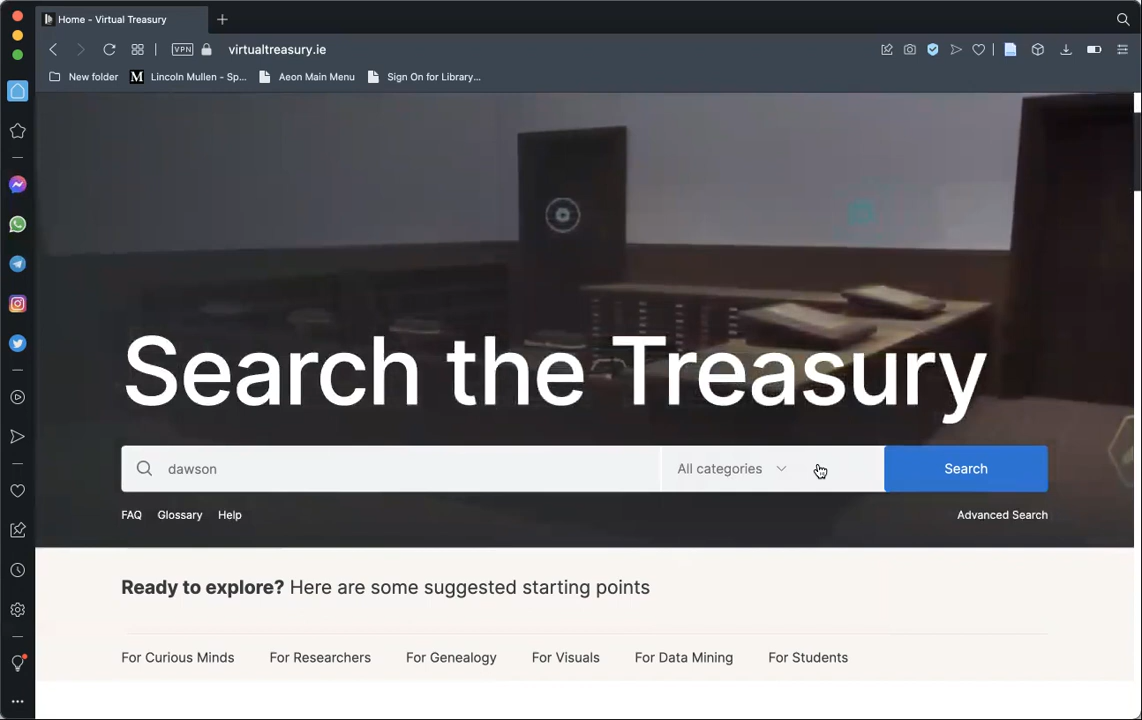 Home - Virtual Treasury
VPN virtualtreasury.ie
New folder M Lincoln Mullen - Sp... Aeon Main Menu Sign On for Library...
Search the Treasury
dawson All categories Search
FAQ Glossary Help Advanced Search
Ready to explore? Here are some suggested starting points
For Curious Minds For Researchers For Genealogy For Visuals For Data Mining For Students